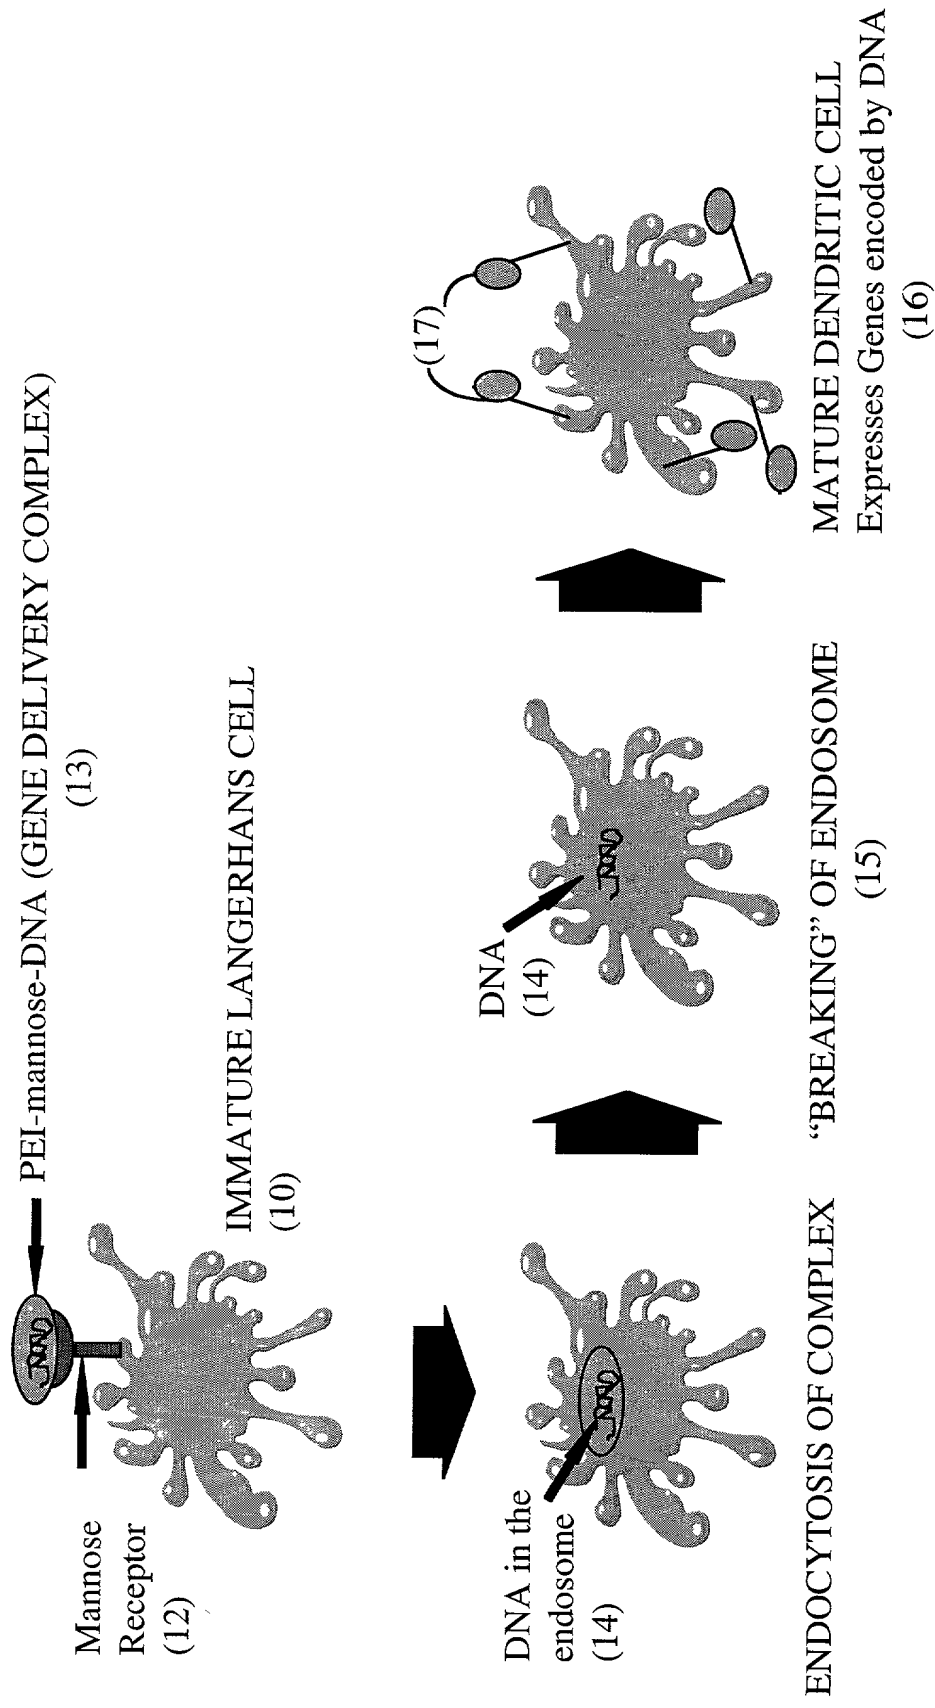 PEI-mannose-DNA (GENE DELIVERY COMPLEX)
(13)
Mannose
Receptor
(12)
IMMATURE LANGERHANS CELL
(10)
DNA in the
endosome
(14)
ENDOCYTOSIS OF COMPLEX
DNA
(14)
“BREAKING” OF ENDOSOME
(15)
(17)
MATURE DENDRITIC CELL
Expresses Genes encoded by DNA
(16)